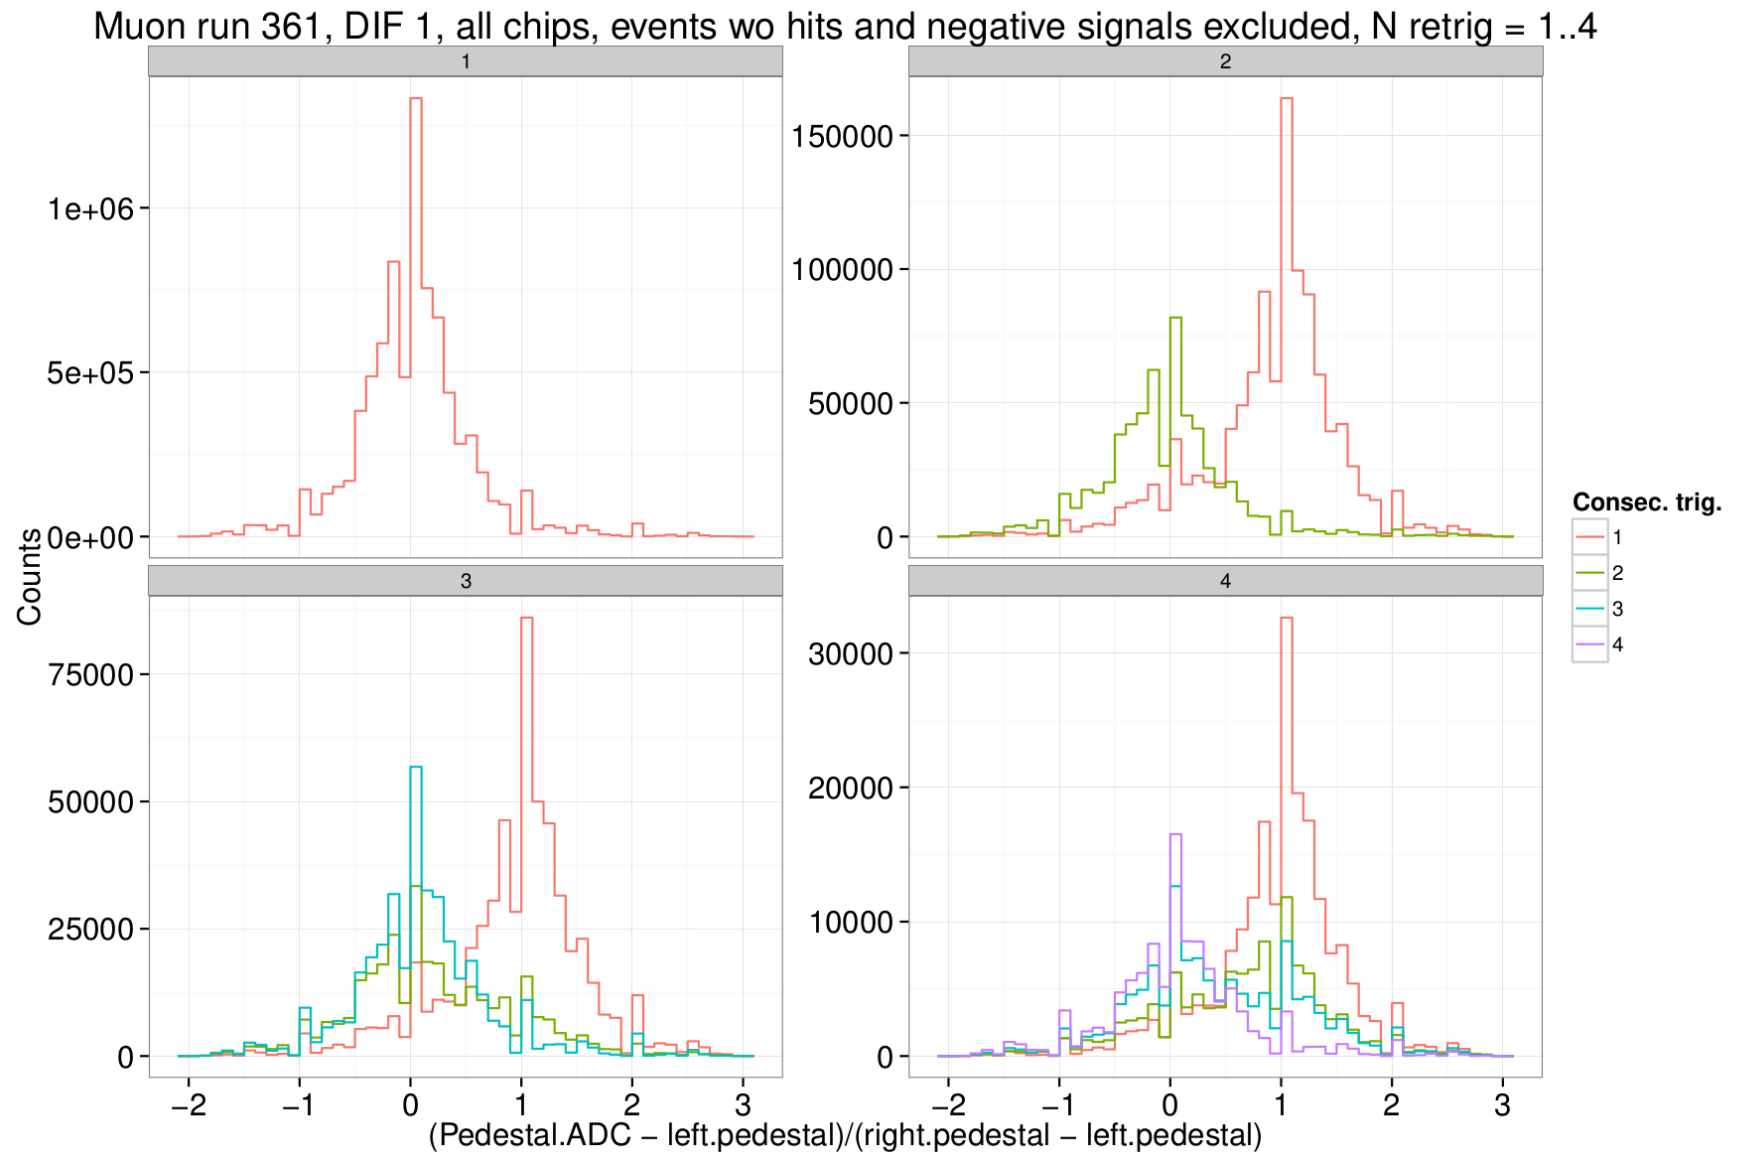 Muon run 361, DIF 1, all chips, events wo hits and negative signals excluded, N retrig = 1..4
1
2
1e+06
5e+05
0e+00
150000
100000
50000
0
3
4
75000
50000
25000
0
30000
20000
10000
0
−2 −1 0 1 2 3
−2 −1 0 1 2 3
Counts
(Pedestal.ADC − left.pedestal)/(right.pedestal − left.pedestal)
Consec. trig.
1
2
3
4